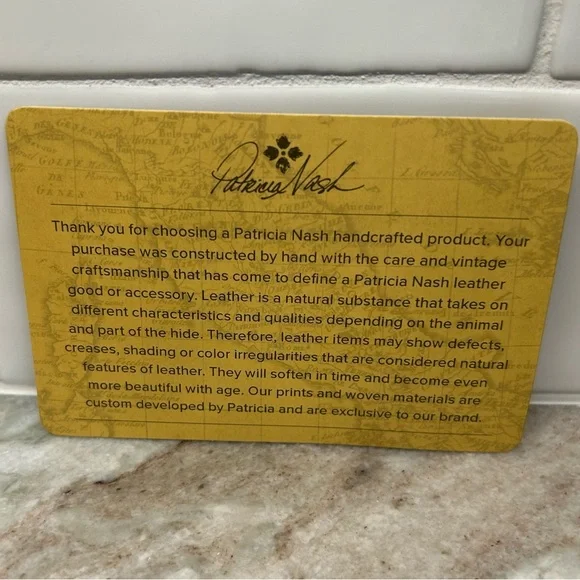 Patricia Nash
Thank you for choosing a Patricia Nash handcrafted product. Your
purchase was constructed by hand with the care and vintage
craftsmanship that has come to define a Patricia Nash leather
good or accessory. Leather is a natural substance that takes on
different characteristics and qualities depending on the animal
and part of the hide. Therefore, leather items may show defects,
creases, shading or color irregularities that are considered natural
features of leather. They will soften in time and become even
more beautiful with age. Our prints and woven materials are
custom developed by Patricia and are exclusive to our brand.